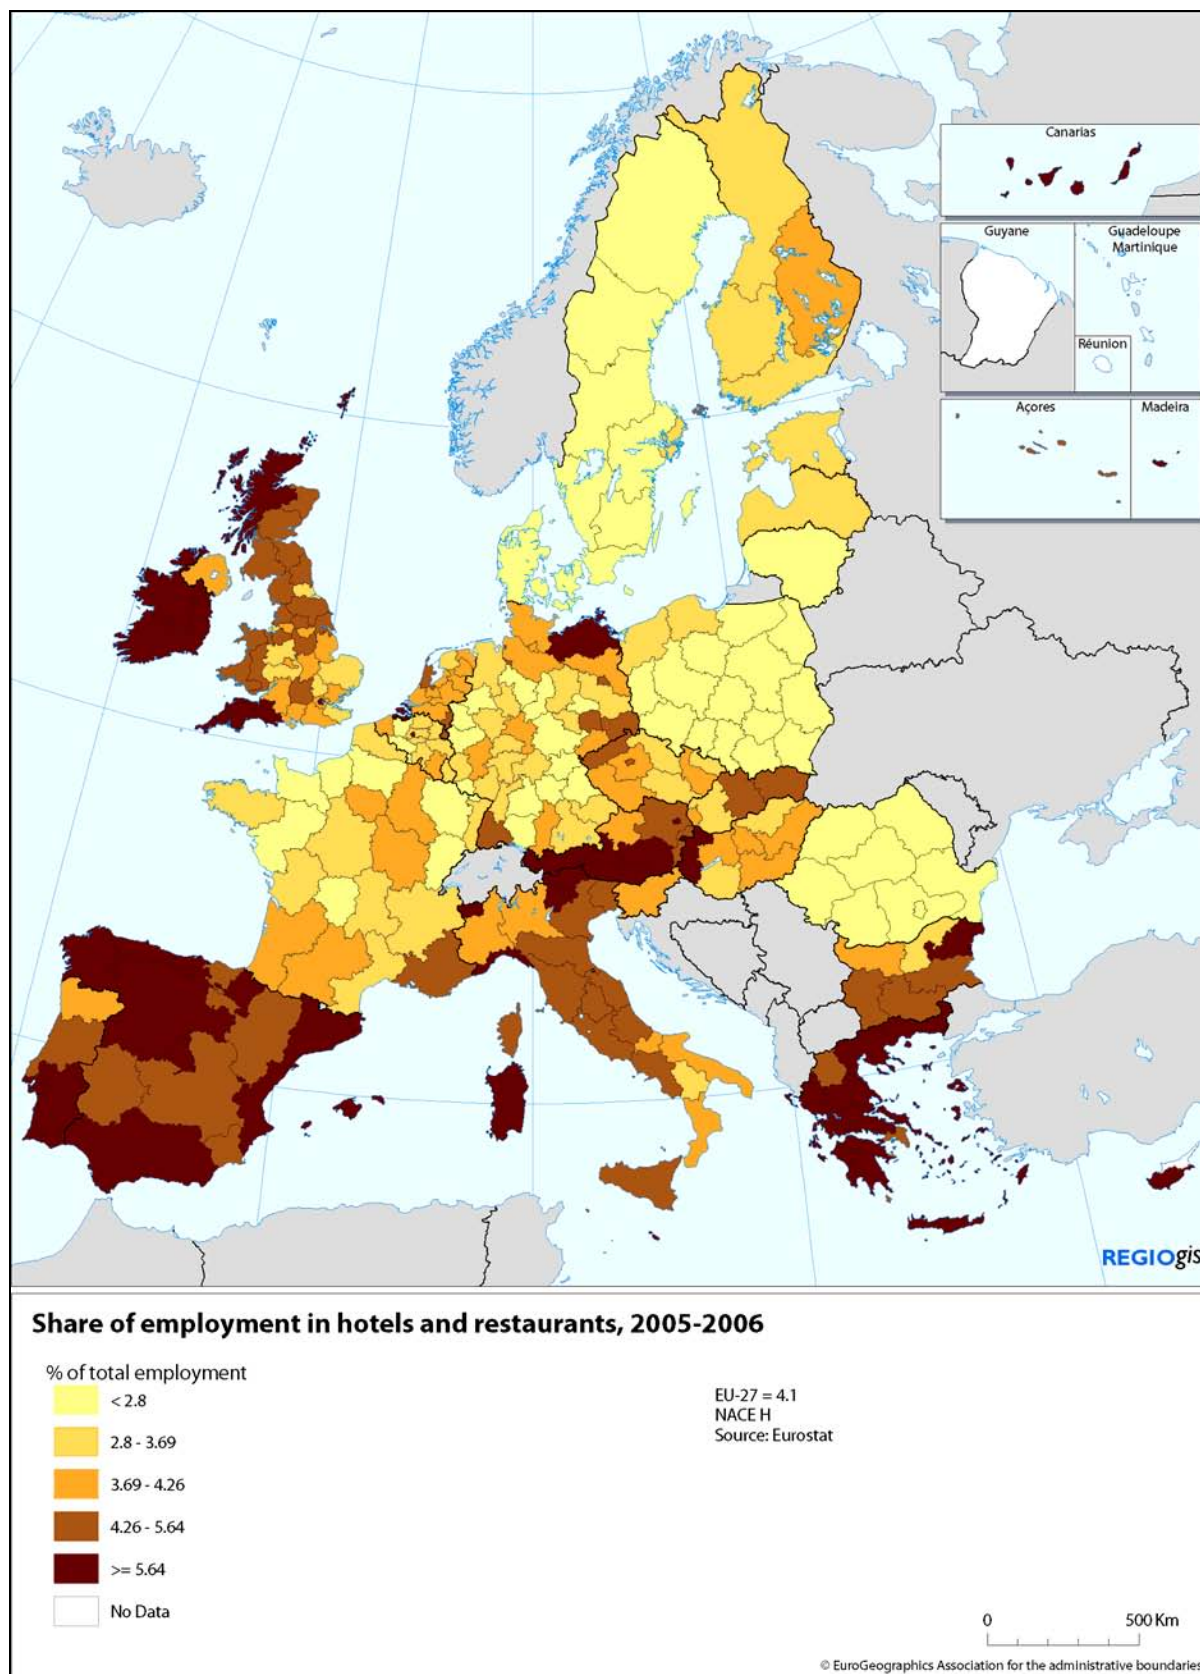 Canarias
Guyane
Guadeloupe
Martinique
Réunion
Açores
Madeira
REGIOgis
Share of employment in hotels and restaurants, 2005-2006
% of total employment
< 2.8
2.8 - 3.69
3.69 - 4.26
4.26 - 5.64
>= 5.64
No Data
EU-27 = 4.1
NACE H
Source: Eurostat
0 500 Km
© EuroGeographics Association for the administrative boundaries